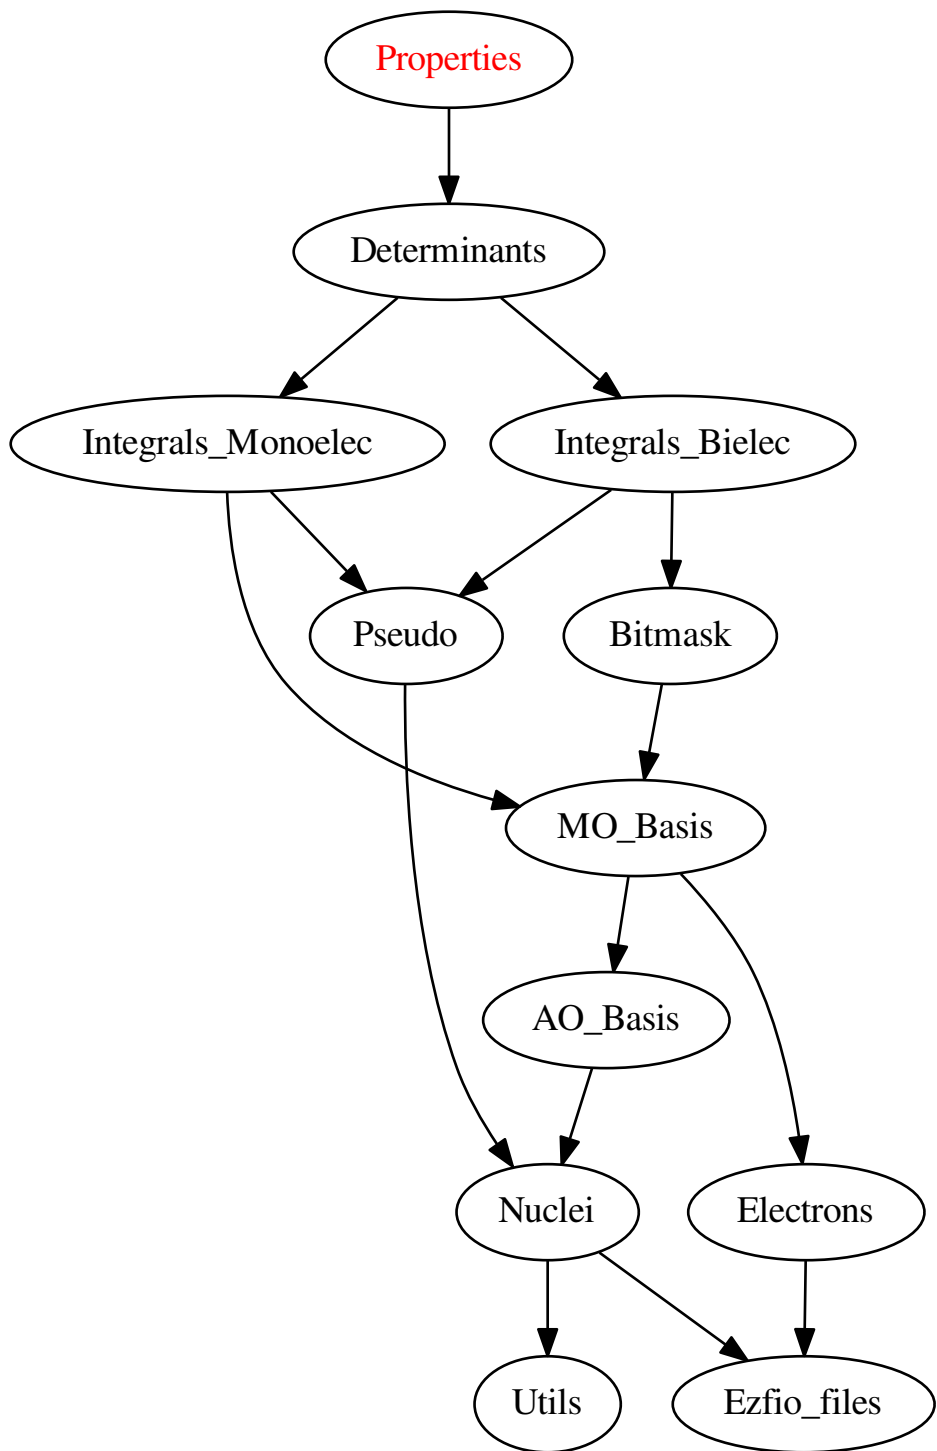 Properties
Determinants
Integrals_Monoelec
Integrals_Bielec
Pseudo
Bitmask
MO_Basis
AO_Basis
Nuclei
Electrons
Utils
Ezfio_files